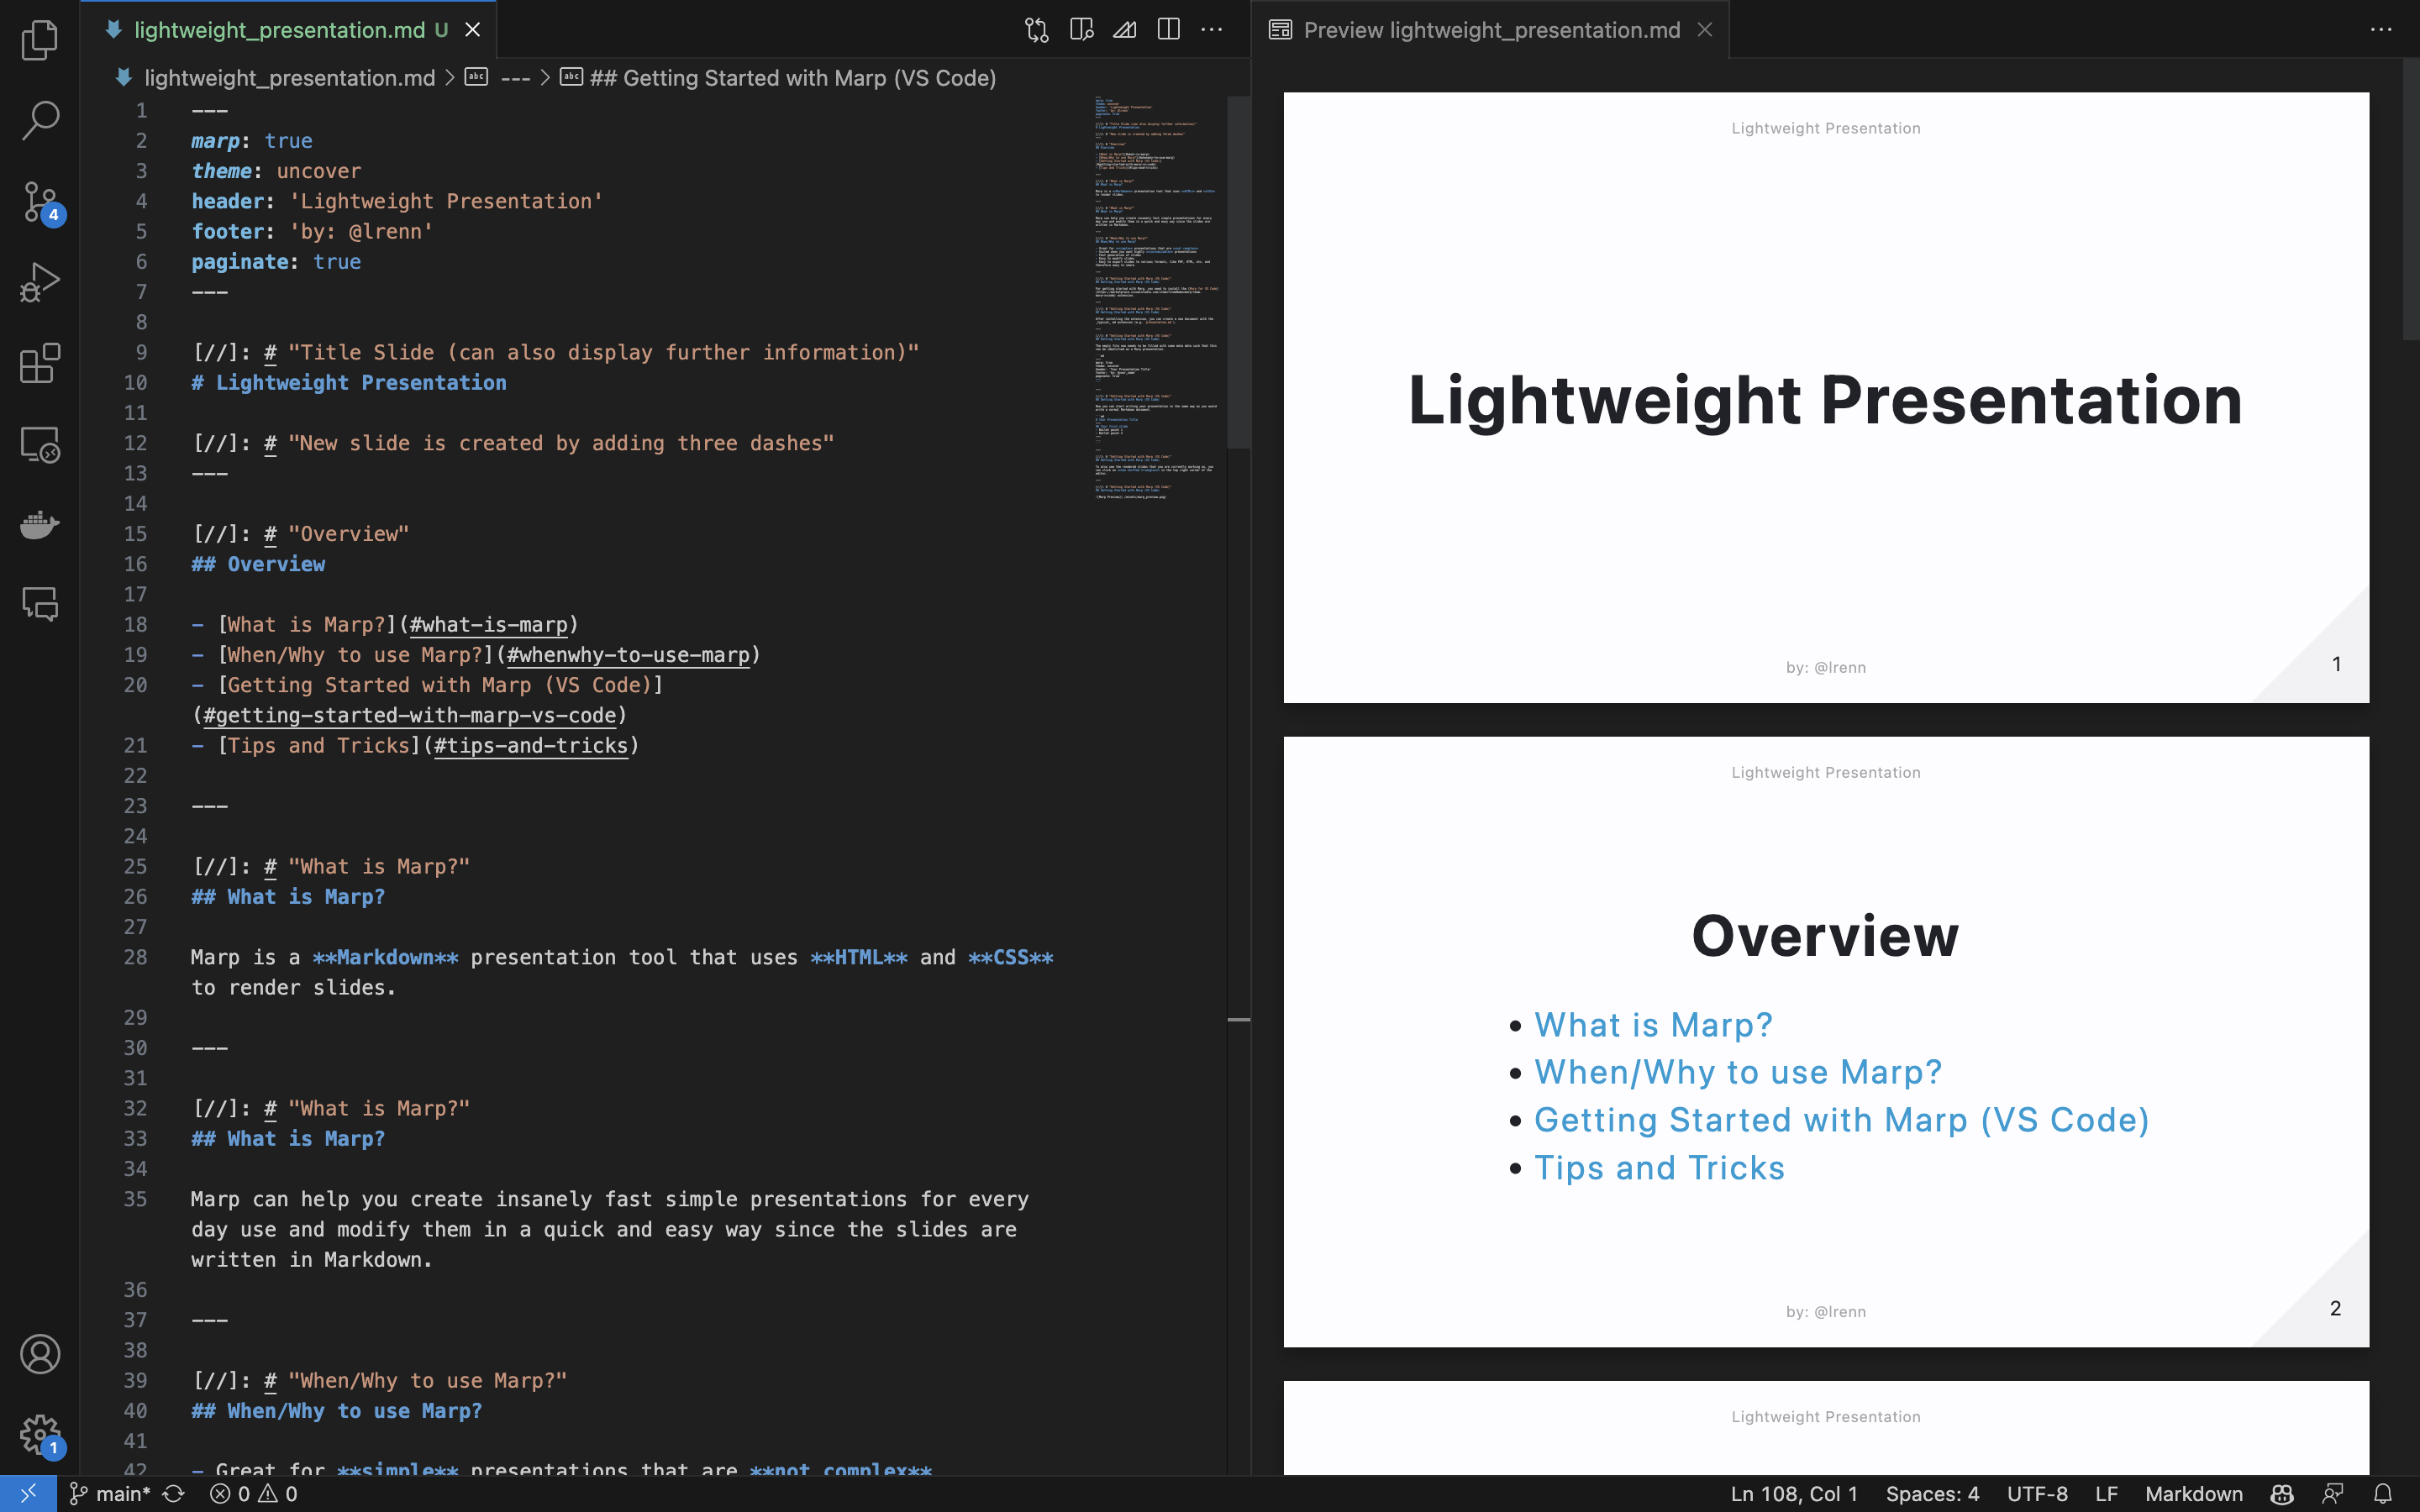 lightweight_presentation.md U
Preview lightweight_presentation.md
lightweight_presentation.md > --- > ## Getting Started with Marp (VS Code)
1 ---
2 marp: true
3 theme: uncover
4 header: 'Lightweight Presentation'
5 footer: 'by: @lrenn'
6 paginate: true
7 ---
8
9 [//]: # "Title Slide (can also display further information)"
10 # Lightweight Presentation
11
12 [//]: # "New slide is created by adding three dashes"
13 ---
14
15 [//]: # "Overview"
16 ## Overview
17
18 - [What is Marp?](#what-is-marp)
19 - [When/Why to use Marp?](#whenwhy-to-use-marp)
20 - [Getting Started with Marp (VS Code)]
(#getting-started-with-marp-vs-code)
21 - [Tips and Tricks](#tips-and-tricks)
22
23 ---
24
25 [//]: # "What is Marp?"
26 ## What is Marp?
27
28 Marp is a **Markdown** presentation tool that uses **HTML** and **CSS**
to render slides.
29
30 ---
31
32 [//]: # "What is Marp?"
33 ## What is Marp?
34
35 Marp can help you create insanely fast simple presentations for every
day use and modify them in a quick and easy way since the slides are
written in Markdown.
36
37 ---
38
39 [//]: # "When/Why to use Marp?"
40 ## When/Why to use Marp?
41
42 - Great for **simple** presentations that are **not complex**
Lightweight Presentation
Lightweight Presentation
by: @lrenn
1
Lightweight Presentation
Overview
• What is Marp?
• When/Why to use Marp?
• Getting Started with Marp (VS Code)
• Tips and Tricks
by: @lrenn
2
Lightweight Presentation
4
1
main* 0 0
Ln 108, Col 1 Spaces: 4 UTF-8 LF Markdown